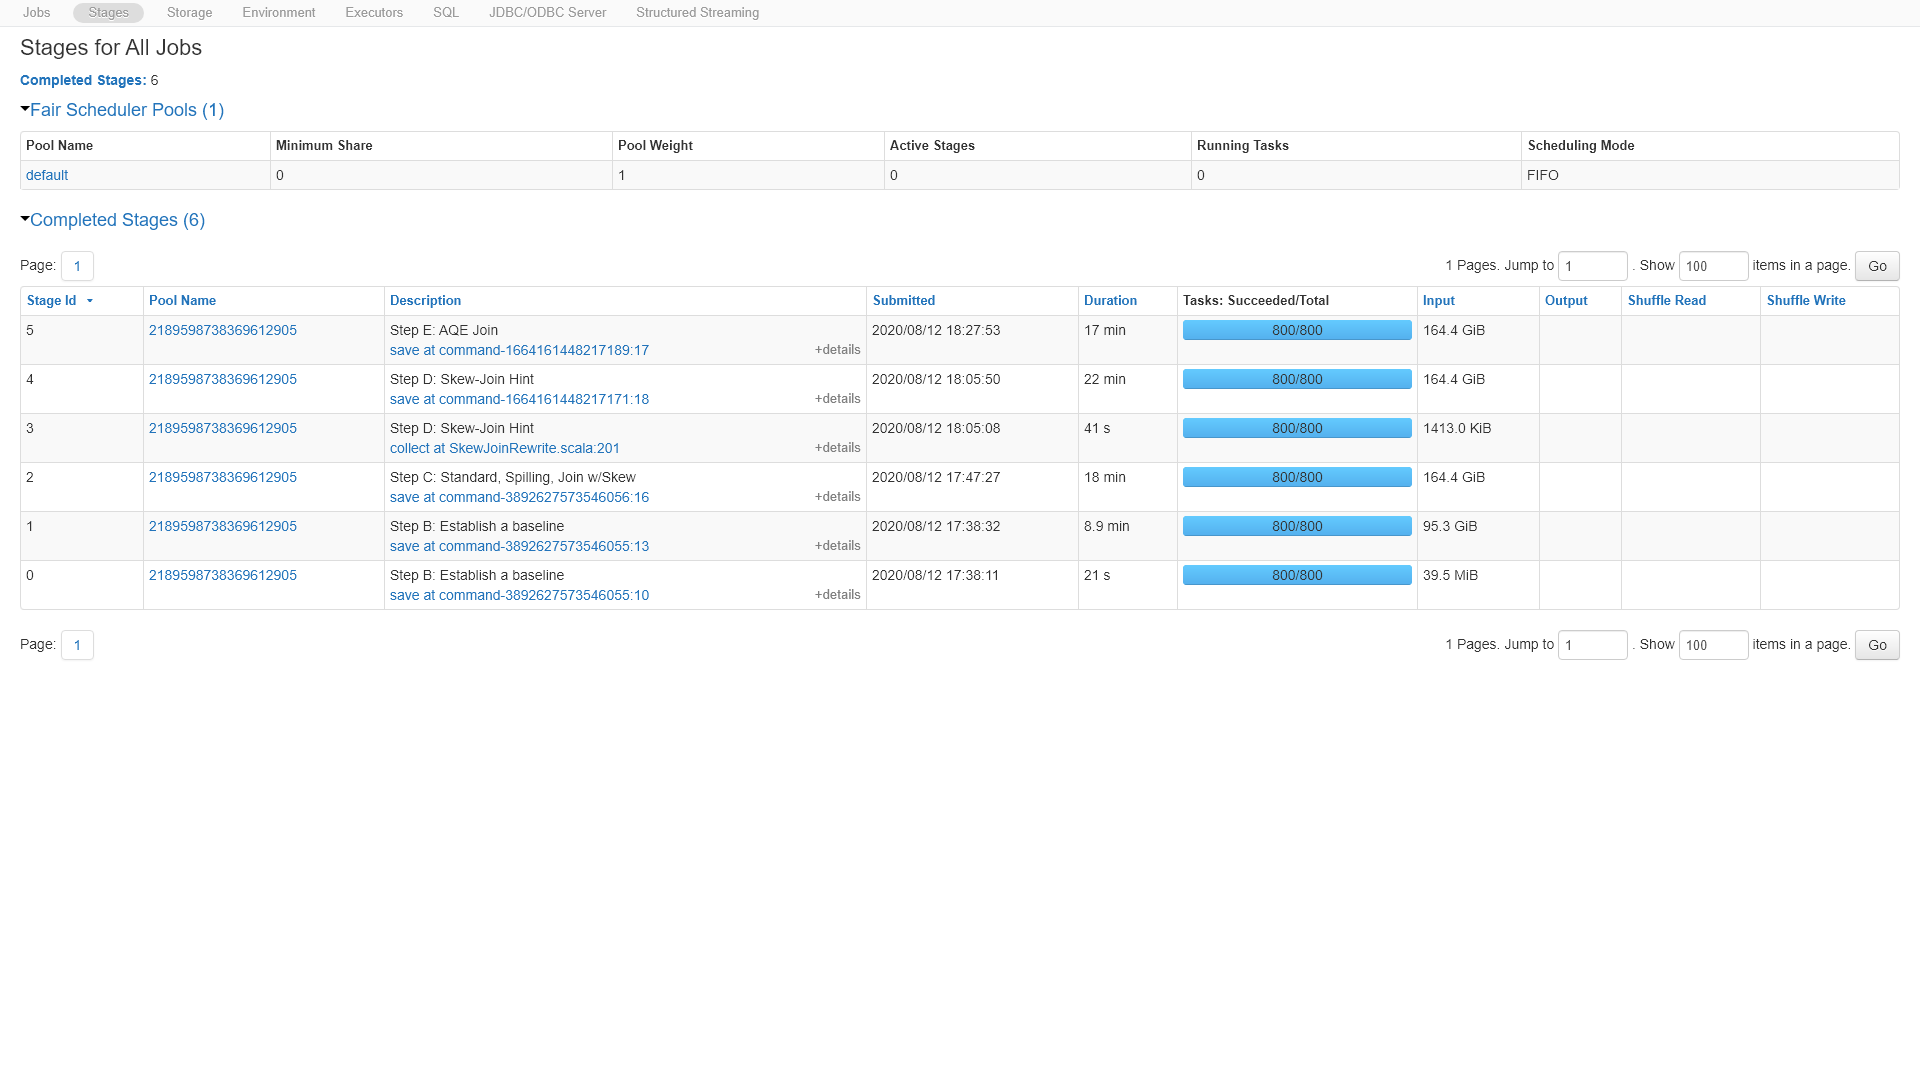 Jobs Stages Storage Environment Executors SQL JDBC/ODBC Server Structured Streaming
Stages for All Jobs
Completed Stages: 6
Fair Scheduler Pools (1)
Pool Name Minimum Share Pool Weight Active Stages Running Tasks Scheduling Mode
default 0 1 0 0 FIFO
Completed Stages (6)
Page: 1 1 Pages. Jump to 1 . Show 100 items in a page. Go
Stage Id Pool Name Description Submitted Duration Tasks: Succeeded/Total Input Output Shuffle Read Shuffle Write
5 2189598738369612905 Step E: AQE Join 2020/08/12 18:27:53 17 min 800/800 164.4 GiB
save at command-1664161448217189:17 +details
4 2189598738369612905 Step D: Skew-Join Hint 2020/08/12 18:05:50 22 min 800/800 164.4 GiB
save at command-1664161448217171:18 +details
3 2189598738369612905 Step D: Skew-Join Hint 2020/08/12 18:05:08 41 s 800/800 1413.0 KiB
collect at SkewJoinRewrite.scala:201 +details
2 2189598738369612905 Step C: Standard, Spilling, Join w/Skew 2020/08/12 17:47:27 18 min 800/800 164.4 GiB
save at command-3892627573546056:16 +details
1 2189598738369612905 Step B: Establish a baseline 2020/08/12 17:38:32 8.9 min 800/800 95.3 GiB
save at command-3892627573546055:13 +details
0 2189598738369612905 Step B: Establish a baseline 2020/08/12 17:38:11 21 s 800/800 39.5 MiB
save at command-3892627573546055:10 +details
Page: 1 1 Pages. Jump to 1 . Show 100 items in a page. Go